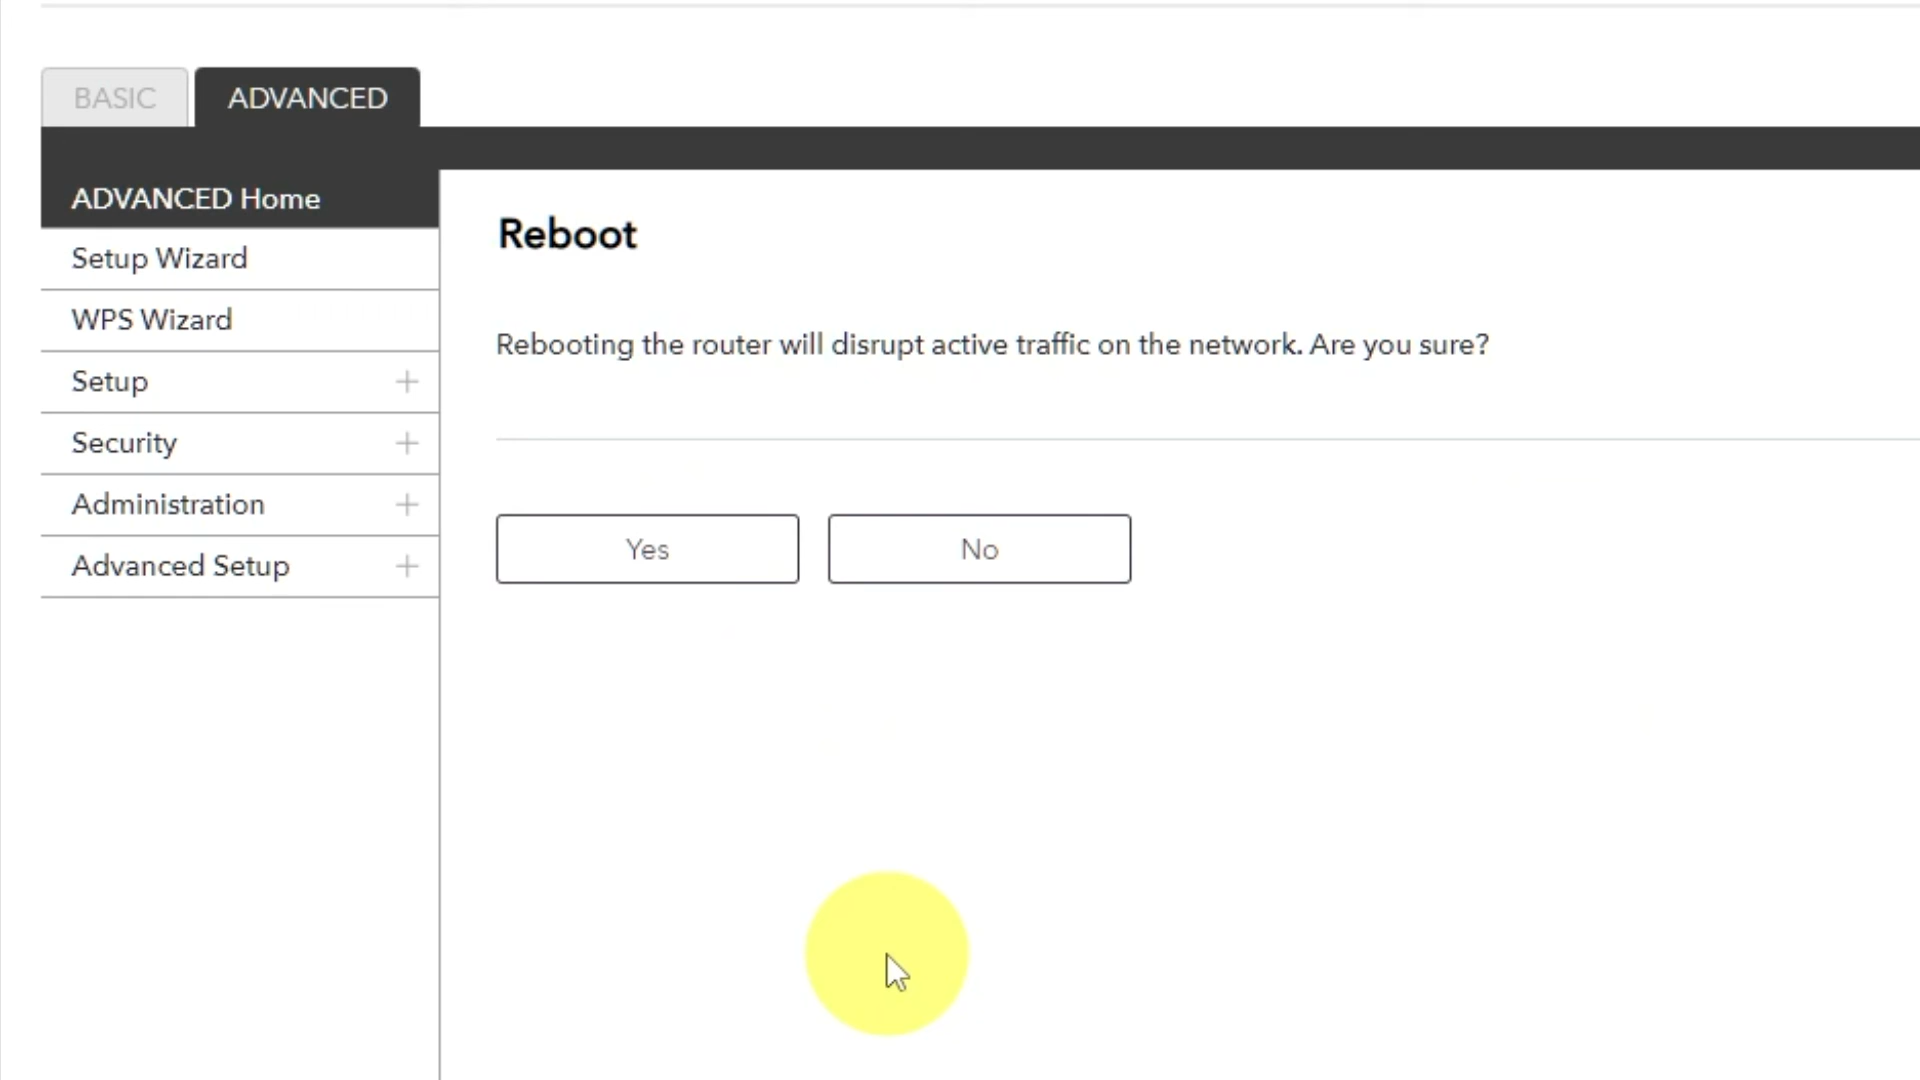 BASIC
ADVANCED
ADVANCED Home
Setup Wizard
WPS Wizard
Setup
Security
Administration
Advanced Setup
Reboot
Rebooting the router will disrupt active traffic on the network. Are you sure?
Yes
No